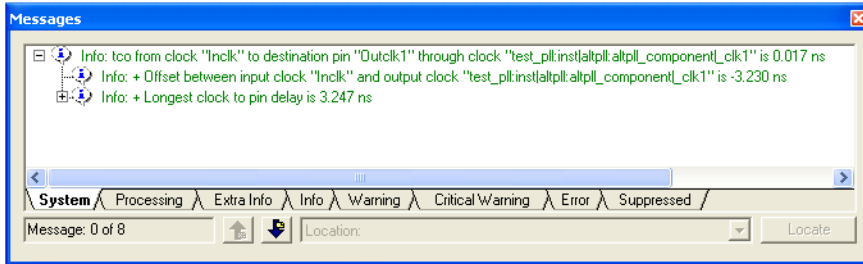 Messages
Info: tco from clock "Inclk" to destination pin "Outclk1" through clock "test_pll:inst|altpll:altpll_component|_clk1" is 0.017 ns
Info: + Offset between input clock "Inclk" and output clock "test_pll:inst|altpll:altpll_component|_clk1" is -3.230 ns
Info: + Longest clock to pin delay is 3.247 ns
System Processing Extra Info Info Warning Critical Warning Error Suppressed
Message: 0 of 8 Location: Locate